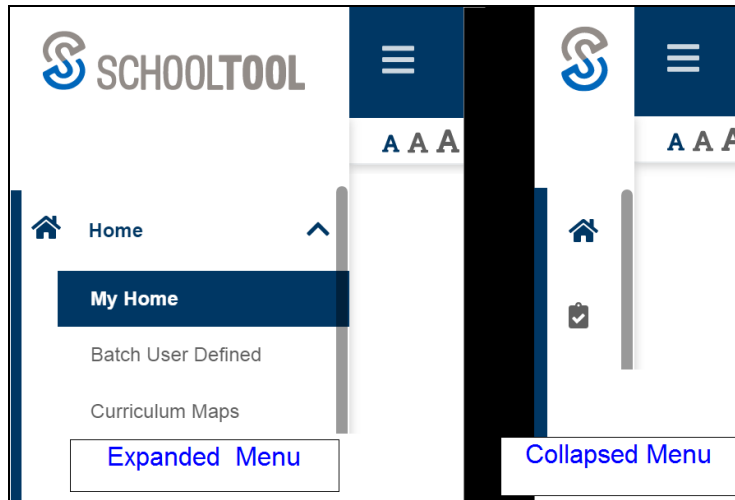 SCHOOLTOOL
A A A
Home
My Home
Batch User Defined
Curriculum Maps
Expanded Menu
A A A
Collapsed Menu